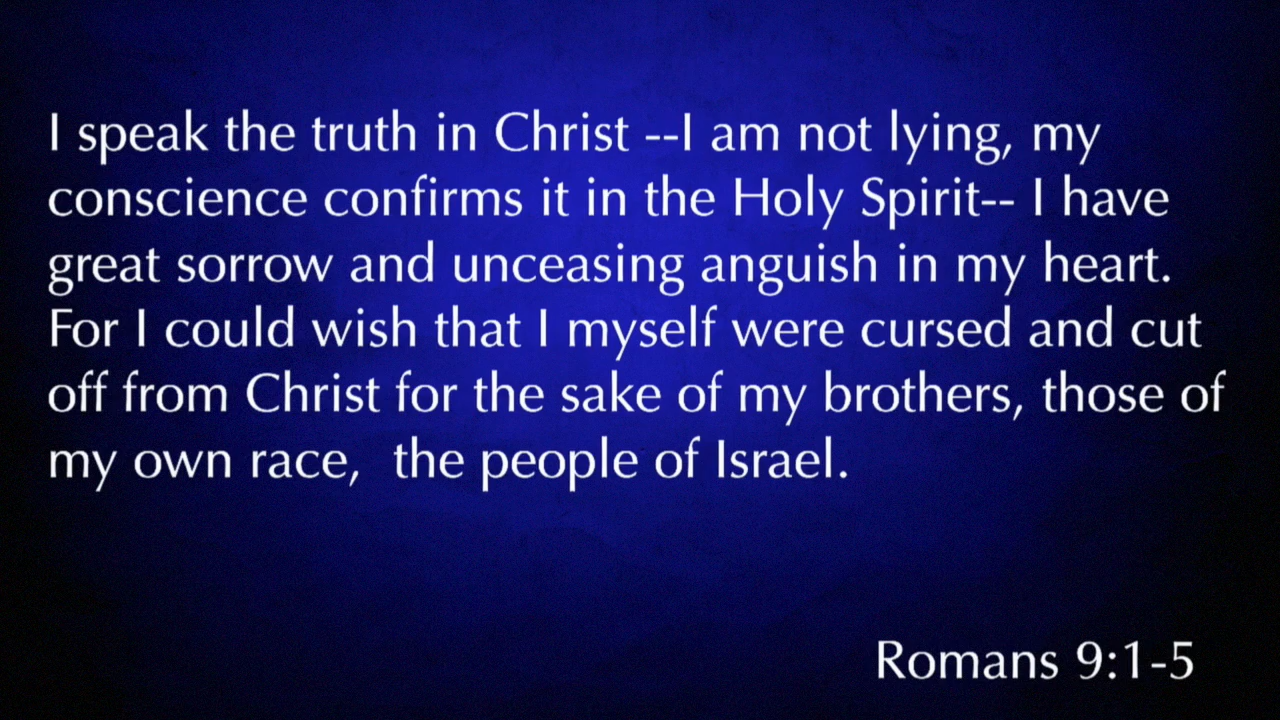 I speak the truth in Christ --I am not lying, my
conscience confirms it in the Holy Spirit-- I have
great sorrow and unceasing anguish in my heart.
For I could wish that I myself were cursed and cut
off from Christ for the sake of my brothers, those of
my own race,  the people of Israel.
Romans 9:1-5